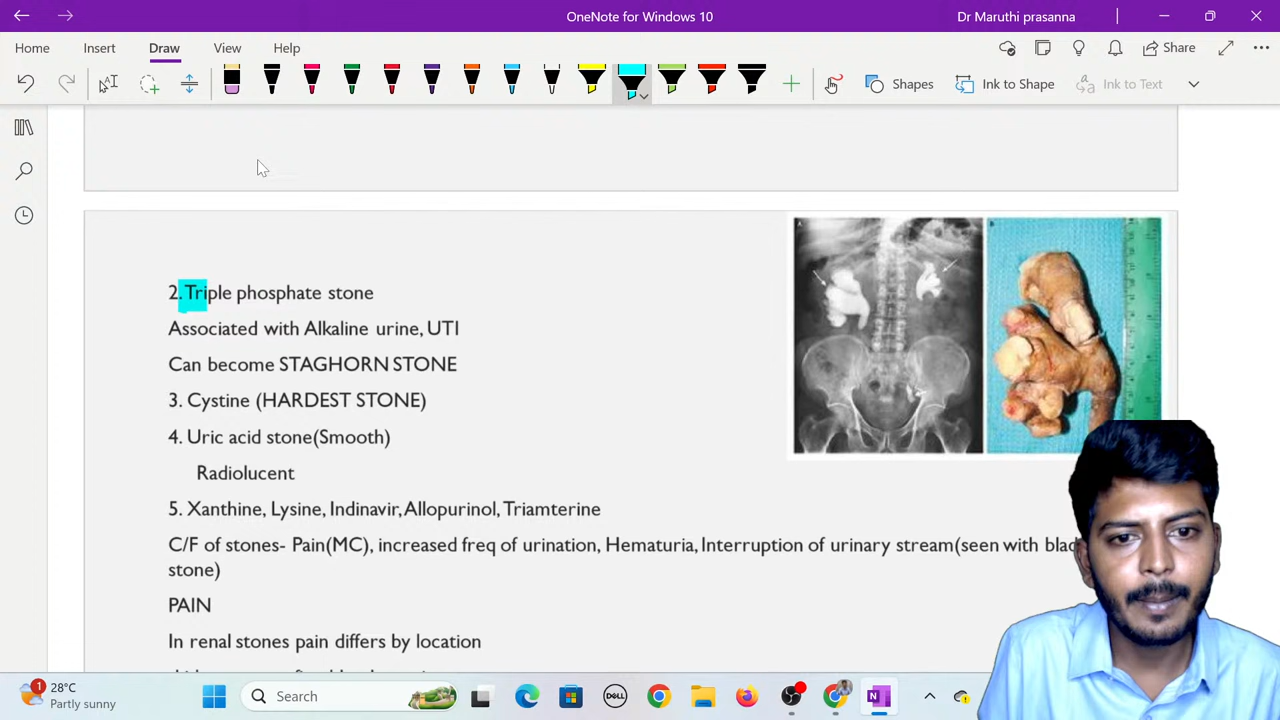 OneNote for Windows 10
Dr Maruthi prasanna
Home
Insert
Draw
View
Help
Share
Shapes
Ink to Shape
Ink to Text
2. Triple phosphate stone
Associated with Alkaline urine, UTI
Can become STAGHORN STONE
3. Cystine (HARDEST STONE)
4. Uric acid stone(Smooth)
Radiolucent
5. Xanthine, Lysine, Indinavir, Allopurinol, Triamterine
C/F of stones- Pain(MC), increased freq of urination, Hematuria, Interruption of urinary stream(seen with
stone)
PAIN
In renal stones pain differs by location
1
28°C
Partly sunny
Search
DELL